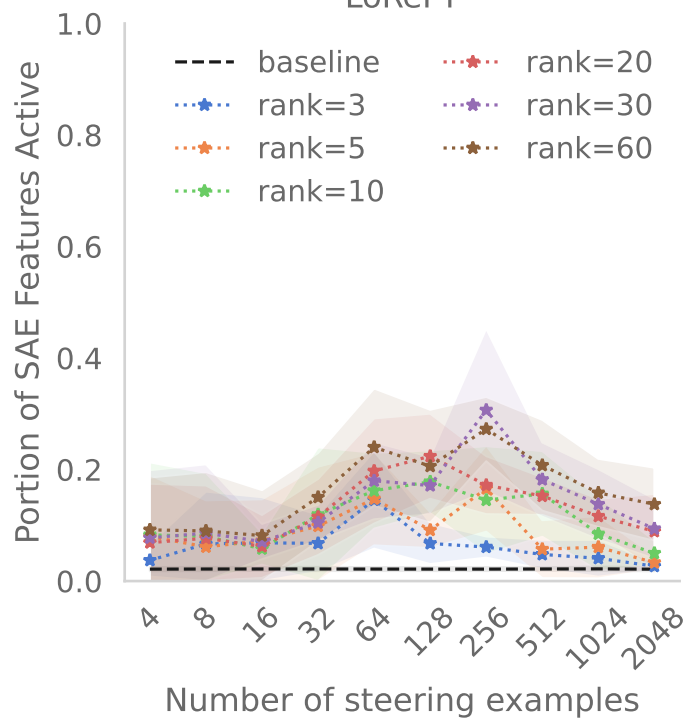 LoReFT
Portion of SAE Features Active
1.0
0.8
0.6
0.4
0.2
0.0
baseline
rank=3
rank=5
rank=10
rank=20
rank=30
rank=60
4
8
16
32
64
128
256
512
1024
2048
Number of steering examples